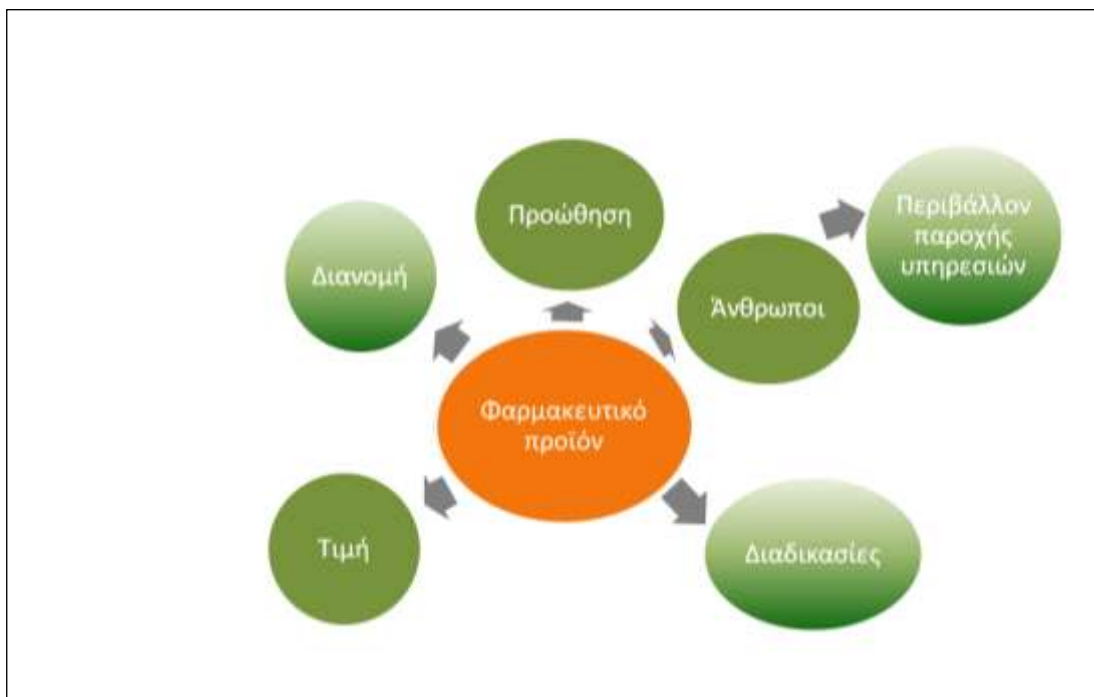 Προώθηση
Περιβάλλον
παροχής
υπηρεσιών
Διανομή
Άνθρωποι
Φαρμακευτικό
προϊόν
Τιμή
Διαδικασίες